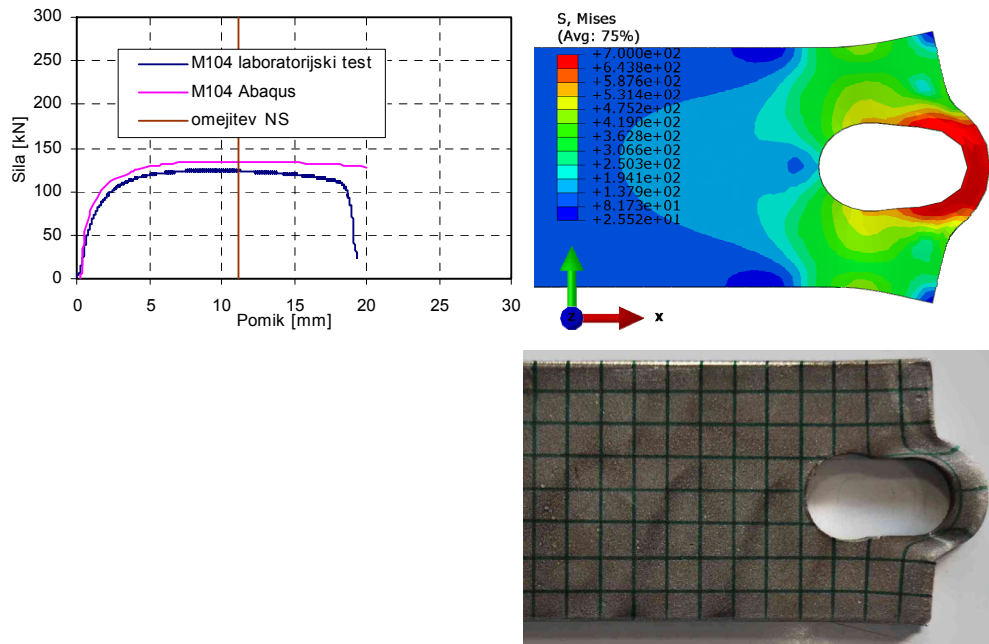 300
250
200
150
100
50
0
Sila [kN]
M104 laboratorijski test
M104 Abaqus
omejitev NS
0 5 10 15 20 25 30
Pomik [mm]
S, Mises
(Avg: 75%)
+7.000e+02
+6.438e+02
+5.876e+02
+5.314e+02
+4.752e+02
+4.190e+02
+3.628e+02
+3.066e+02
+2.503e+02
+1.941e+02
+1.379e+02
+8.173e+01
+2.552e+01
z x